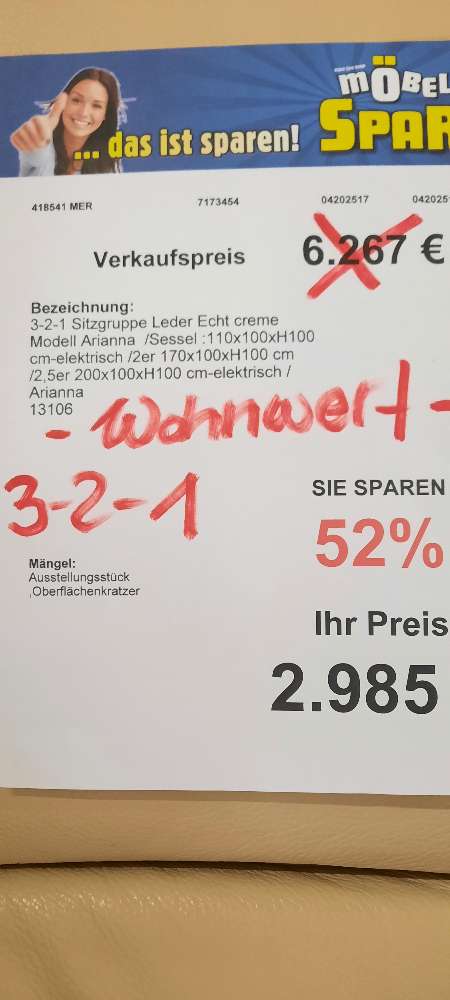 MÖBEL
... das ist sparen! SPAR
418541 MER 7173454 04202517 0420251
Verkaufspreis 6.267 €
Bezeichnung:
3-2-1 Sitzgruppe Leder Echt creme
Modell Arianna /Sessel :110x100xH100
cm-elektrisch /2er 170x100xH100 cm
/2,5er 200x100xH100 cm-elektrisch /
Arianna
13106
- Wohnwert -
3-2-1
SIE SPAREN
52%
Mängel:
Ausstellungsstück
,Oberflächenkratzer
Ihr Preis
2.985